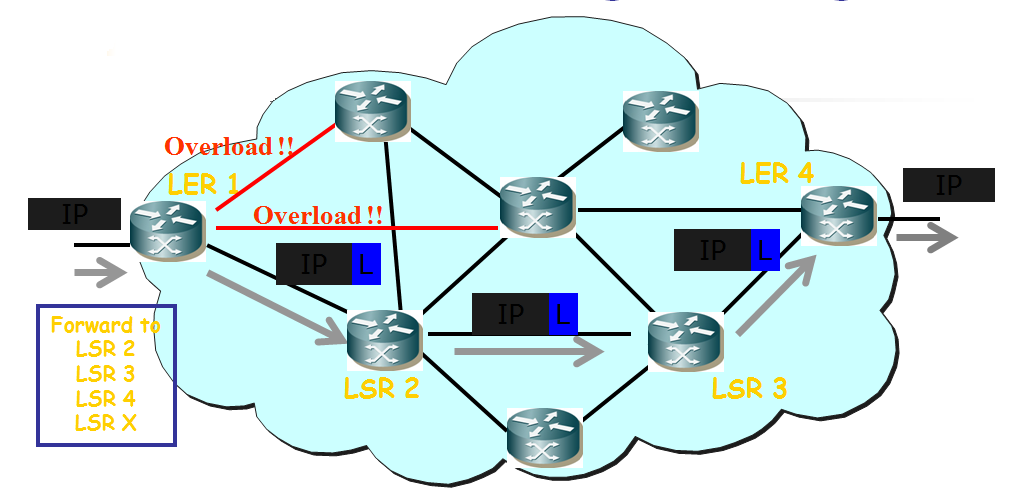 Overload !!
LER 1
LER 4
IP
IP
Overload !!
IP L
IP L
IP L
Forward to
LSR 2
LSR 3
LSR 4
LSR X
LSR 2
LSR 3